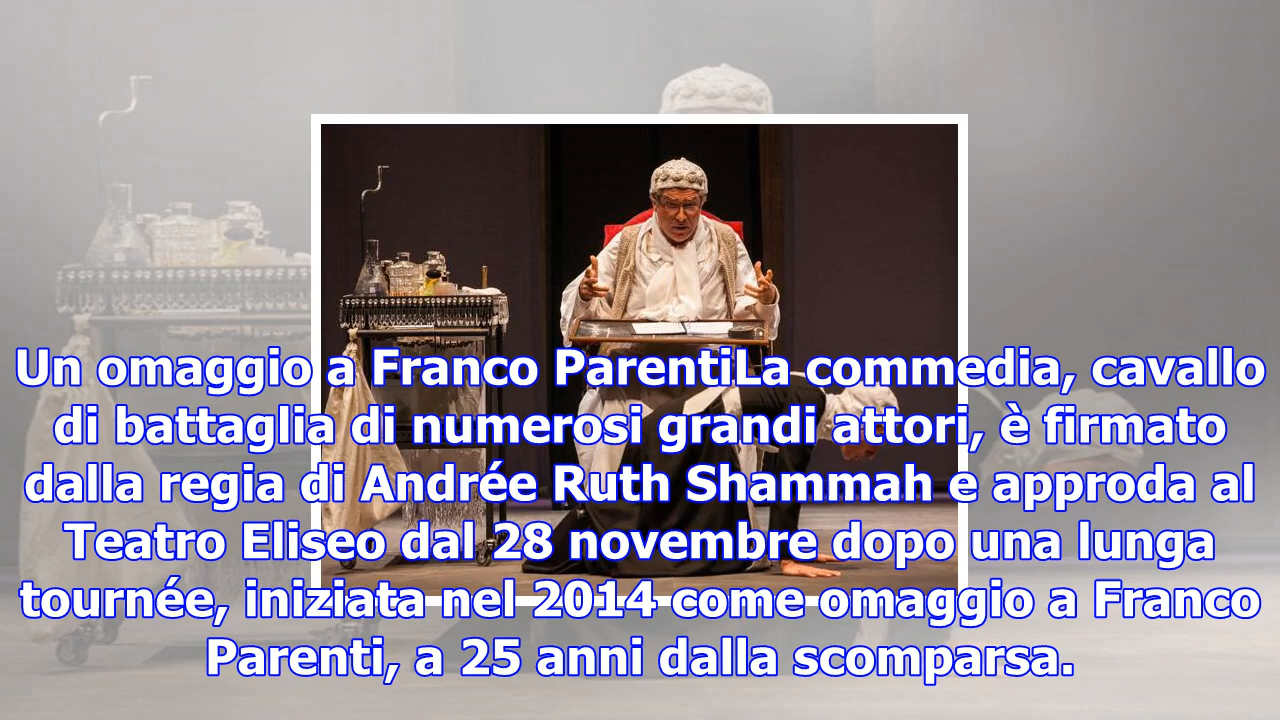 Un omaggio a Franco ParentiLa commedia, cavallo
di battaglia di numerosi grandi attori, è firmato
dalla regia di Andrée Ruth Shammah e approda al
Teatro Eliseo dal 28 novembre dopo una lunga
tournée, iniziata nel 2014 come omaggio a Franco
Parenti, a 25 anni dalla scomparsa.